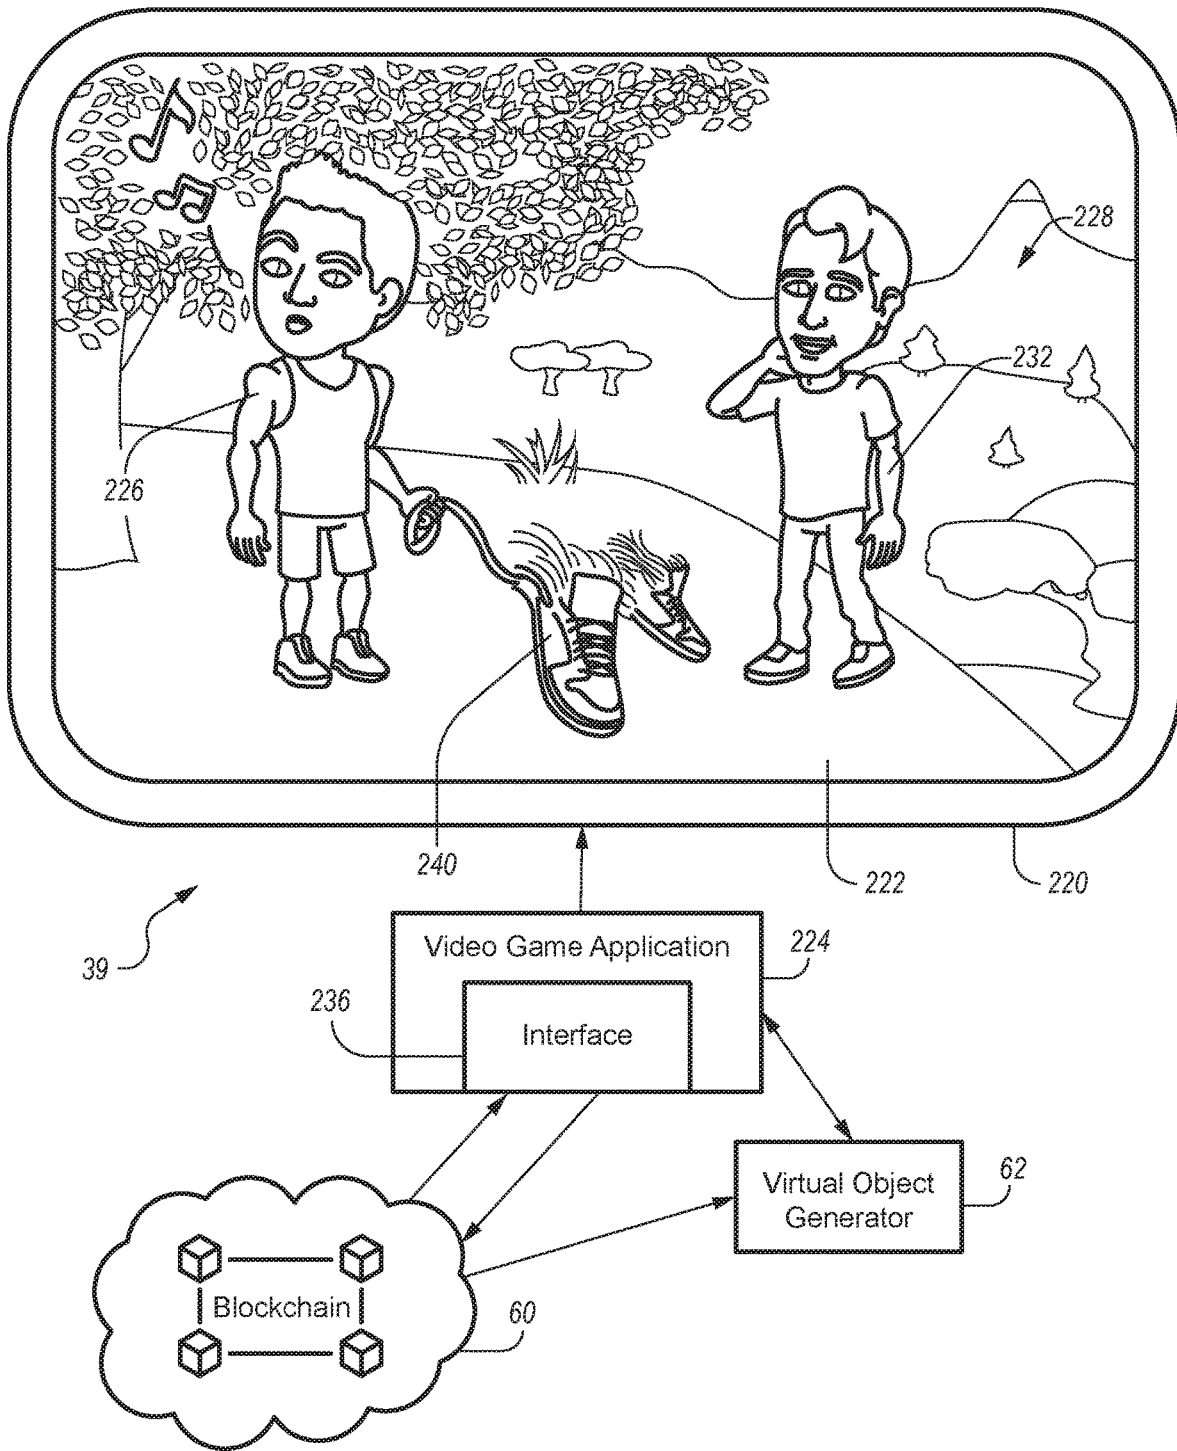 228
232
226
240
222
220
39
Video Game Application
224
236
Interface
Virtual Object
Generator
62
Blockchain
60